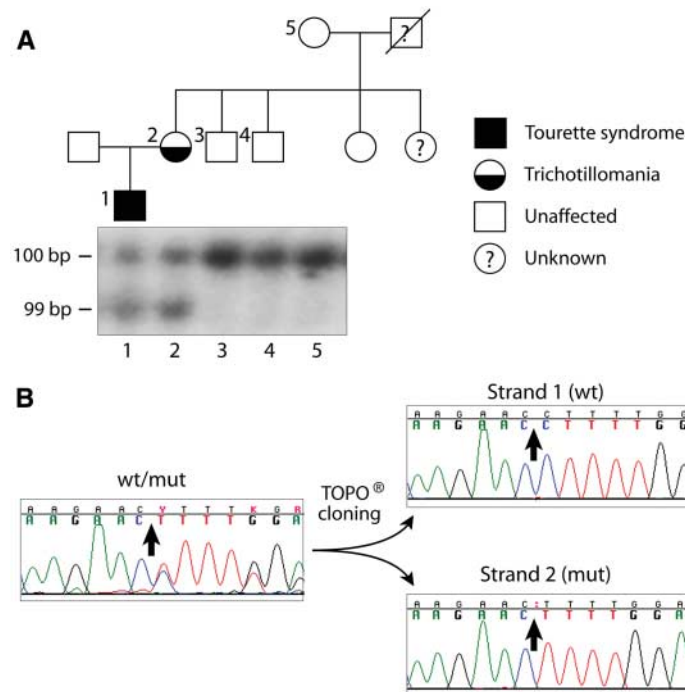 A
5
?
2
3
4
?
1
Tourette syndrome
Trichotillomania
Unaffected
? Unknown
100 bp
99 bp
1 2 3 4 5
B
Strand 1 (wt)
A A G A A C C T T T T G G
A A G A A C C T T T T G G
wt/mut
A A G A A C Y T T T K G R
A A G A A C T T T T G G A
TOPO®
cloning
Strand 2 (mut)
A A G A A C : T T T T G G A
A A G A A C T T T T G G A